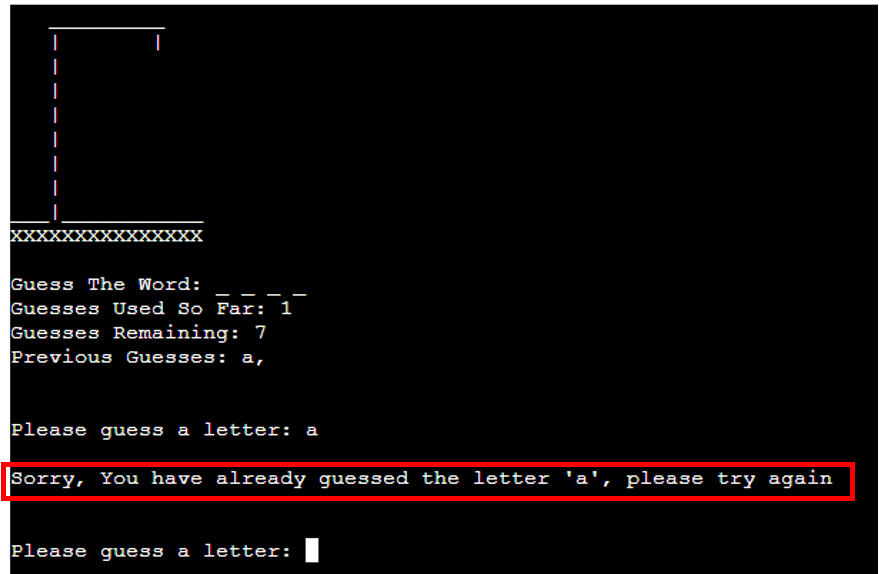 XXXXXXXXXXXXXXX
Guess The Word: _ _ _ _
Guesses Used So Far: 1
Guesses Remaining: 7
Previous Guesses: a,
Please guess a letter: a
Sorry, You have already guessed the letter 'a', please try again
Please guess a letter: